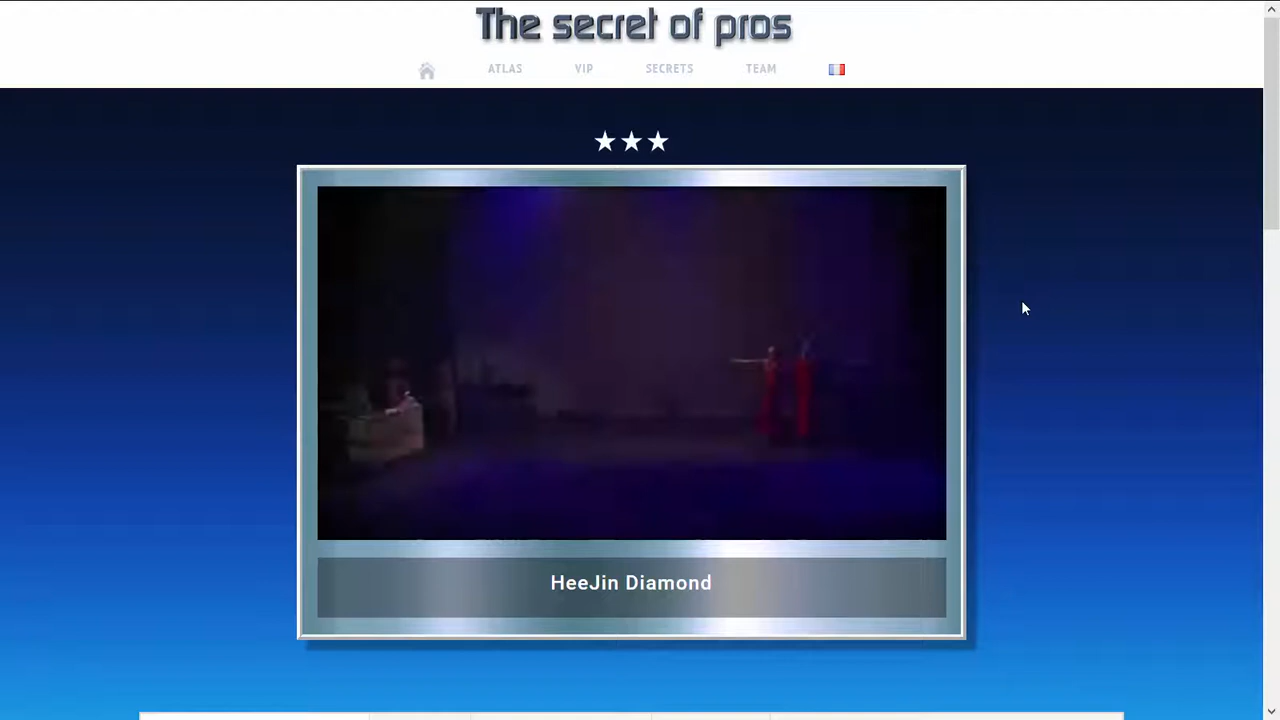 The secret of pros
ATLAS VIP SECRETS TEAM
HeeJin Diamond